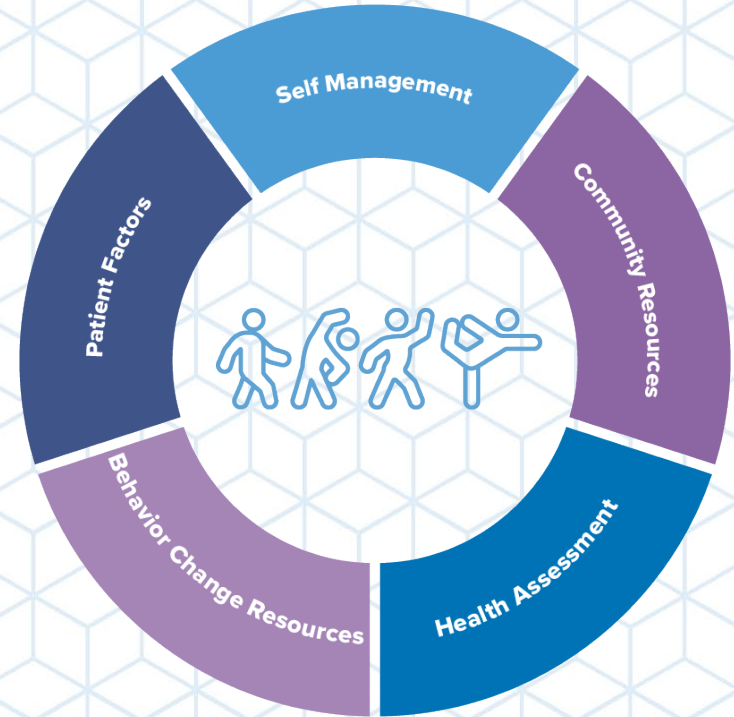 Self Management
Community Resources
Health Assessment
Behavior Change Resources
Patient Factors